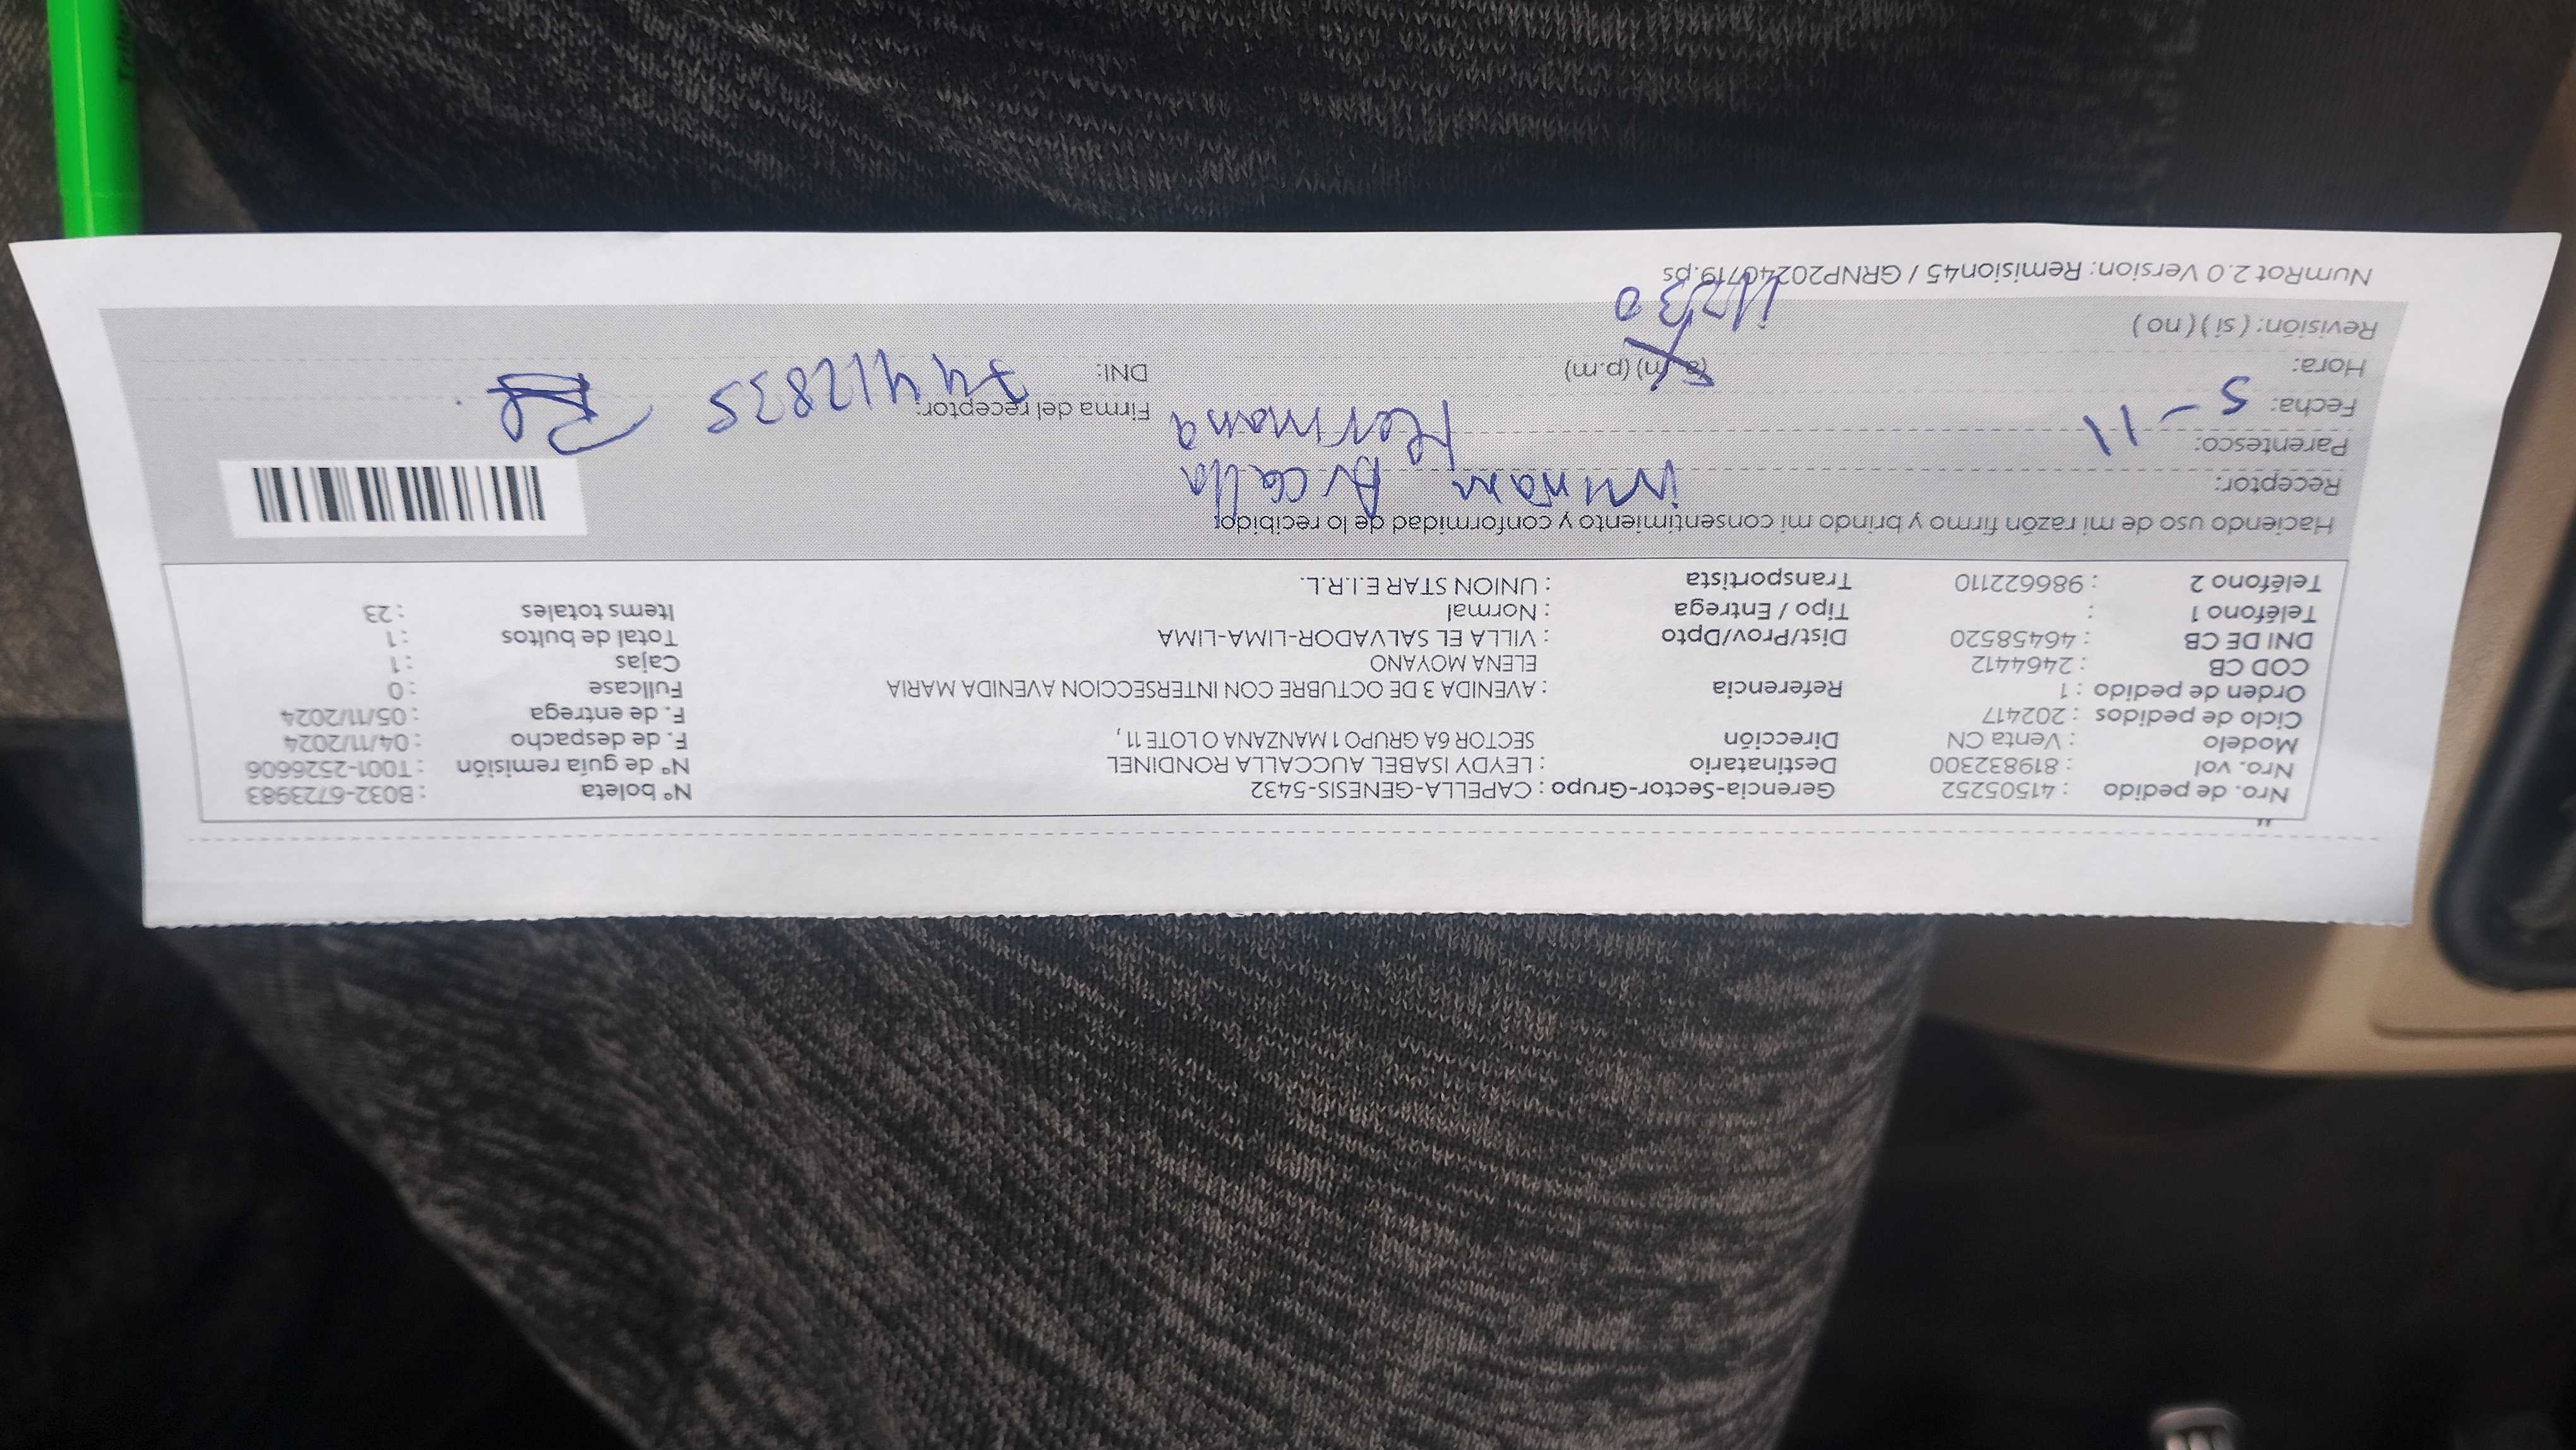 Nro. de pedido : 41505252 Gerencia-Sector-Grupo : CAPELLA-GENESIS-5432 N° boleta : B032-6723983
Nro. vol : 819832300 Destinatario : LEYDY ISABEL AUCCALLA RONDINEL N° de guía remisión : T001-2526606
Modelo : Venta CN Dirección SECTOR 6A GRUPO 1 MANZANA O LOTE 11, F. de despacho : 04/11/2024
Ciclo de pedidos : 202417 F. de entrega : 05/11/2024
Orden de pedido : 1 Referencia : AVENIDA 3 DE OCTUBRE CON INTERSECCION AVENIDA MARIA Fullcase : 0
COD CB : 2464412 ELENA MOYANO Cajas : 1
DNI DE CB : 46458520 Dist/Prov/Dpto : VILLA EL SALVADOR-LIMA-LIMA Total de bultos : 1
Teléfono 1 : Tipo / Entrega : Normal Items totales : 23
Teléfono 2 : 986622110 Transportista : UNION STAR E.I.R.L.
Haciendo uso de mi razón firmo y brindo mi consentimiento y conformidad de lo recibido:
Receptor:
Parentesco: Hermana
Fecha: 5-11 Firma del receptor:
Hora: (a.m) (p.m) DNI: 74412835
Revisión: ( si ) ( no ) 11:30
NumRot 2.0 Version: Remision45 / GRNP20240719.ps